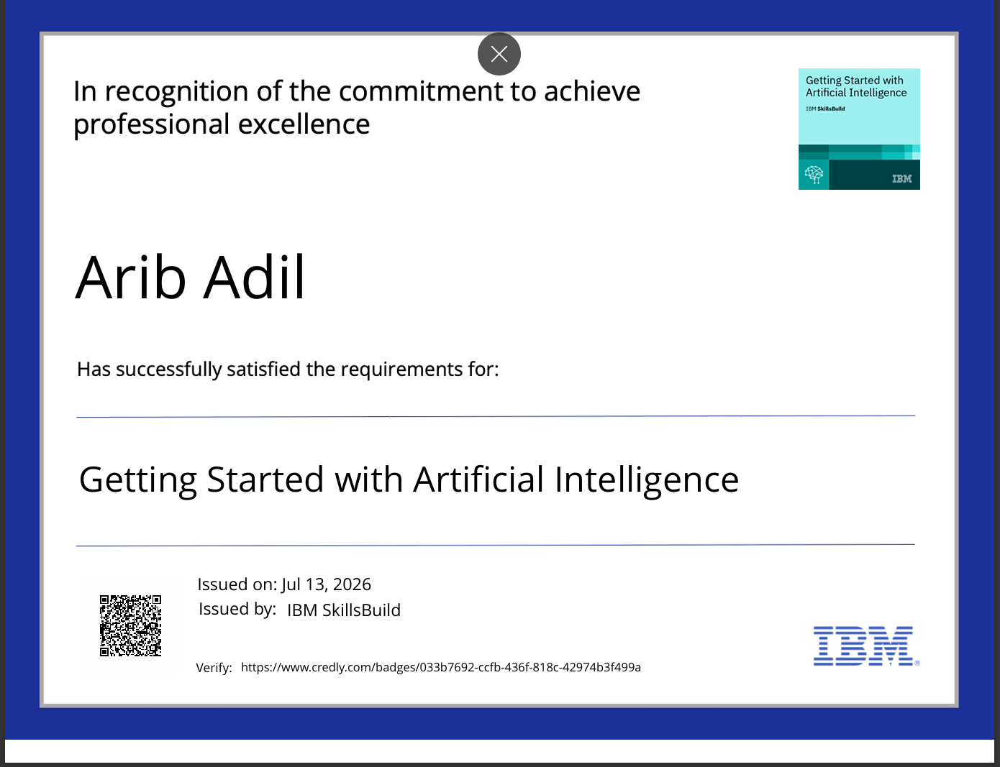 In recognition of the commitment to achieve
professional excellence
Getting Started with
Artificial Intelligence
IBM SkillsBuild
IBM
Arib Adil
Has successfully satisfied the requirements for:
Getting Started with Artificial Intelligence
Issued on: Jul 13, 2026
Issued by: IBM SkillsBuild
Verify: https://www.credly.com/badges/033b7692-ccfb-436f-818c-42974b3f499a
IBM®